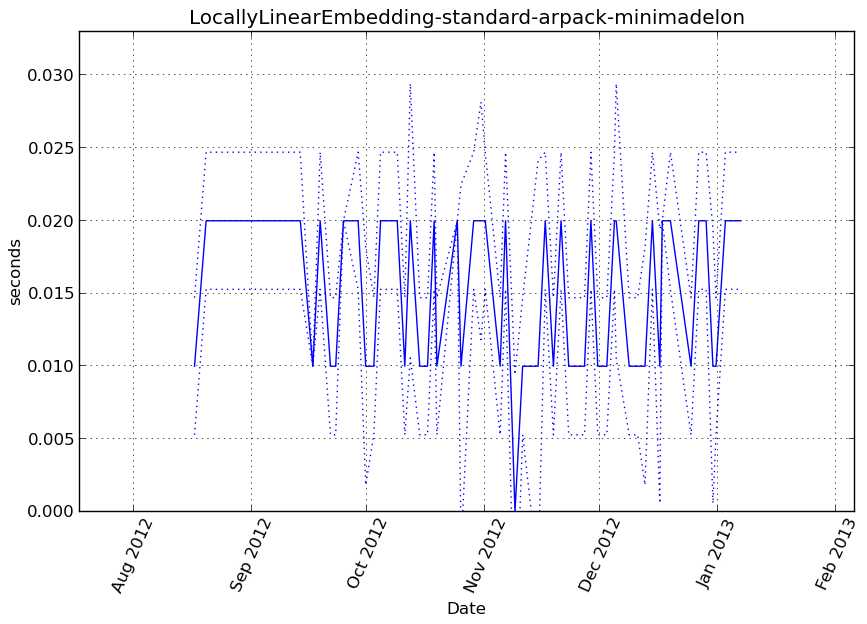 LocallyLinearEmbedding-standard-arpack-minimadelon
0.030
0.025
0.020
0.015
0.010
0.005
0.000
seconds
Aug 2012
Sep 2012
Oct 2012
Nov 2012
Dec 2012
Jan 2013
Feb 2013
Date